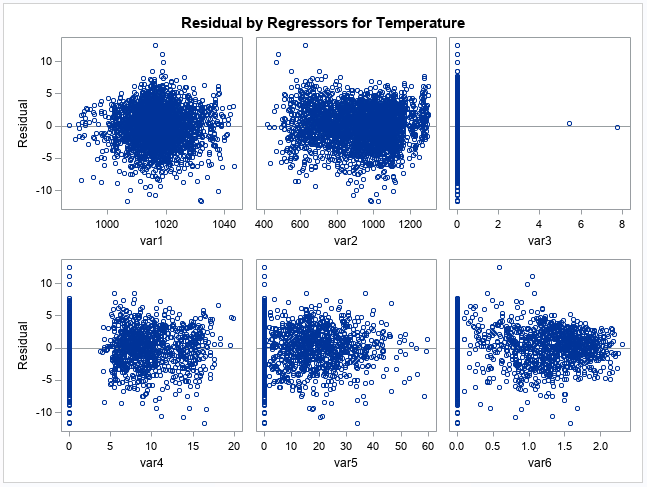 Residual by Regressors for Temperature
Residual
10
5
0
-5
-10
1000 1020 1040
var1
400 600 800 1000 1200
var2
0 2 4 6 8
var3
Residual
10
5
0
-5
-10
0 5 10 15 20
var4
0 10 20 30 40 50 60
var5
0.0 0.5 1.0 1.5 2.0
var6